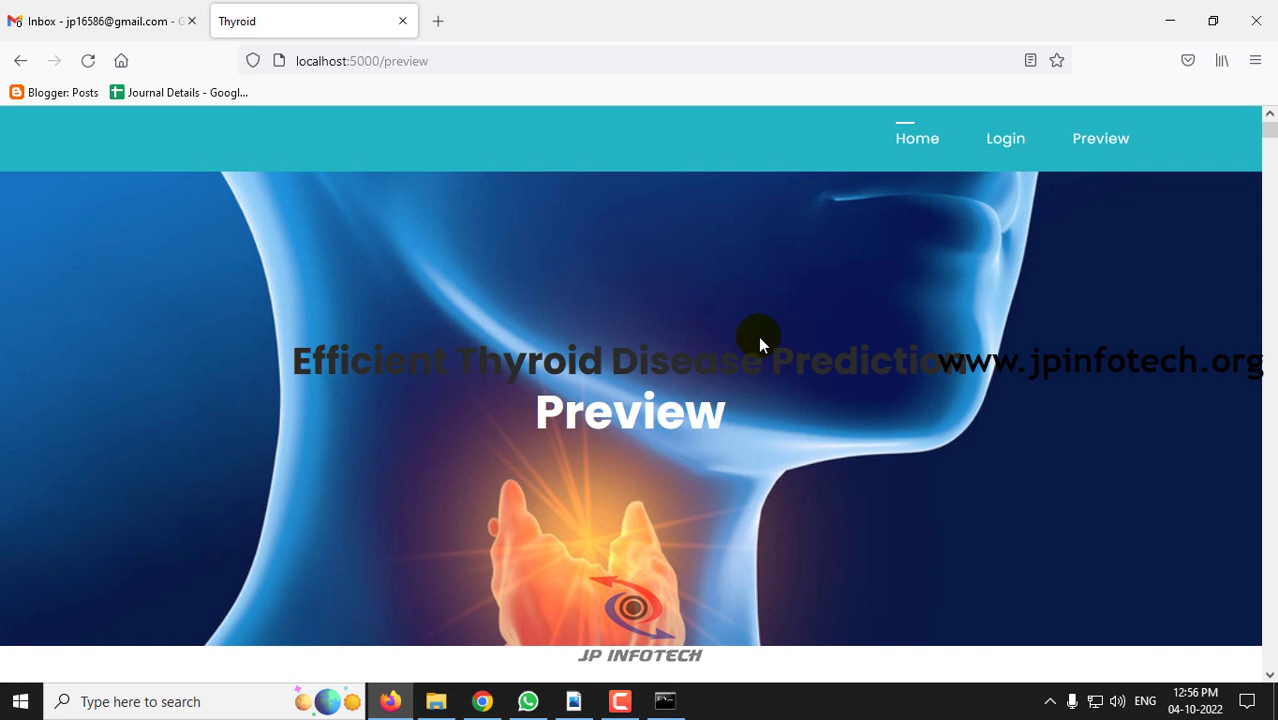 Inbox - jp16586@gmail.com - G
Thyroid
localhost:5000/preview
Blogger: Posts
Journal Details - Googl...
Home
Login
Preview
Efficient Thyroid Disease Prediction
www.jpinfotech.org
Preview
JP INFOTECH
Type here to search
ENG
12:56 PM
04-10-2022